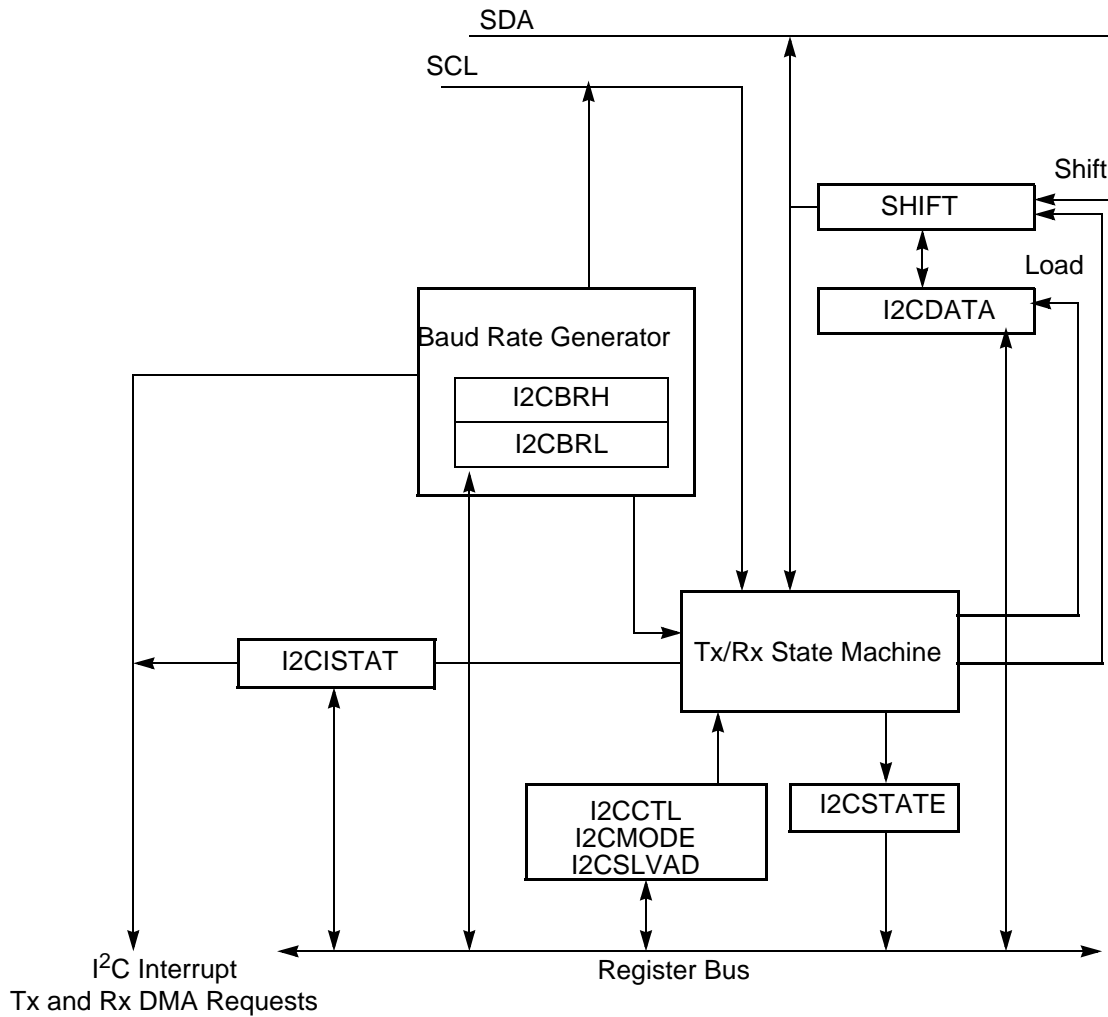 SDA
SCL
Shift
SHIFT
Load
I2CDATA
Baud Rate Generator
I2CBRH
I2CBRL
Tx/Rx State Machine
I2CISTAT
I2CCTL
I2CMODE
I2CSLVAD
I2CSTATE
I²C Interrupt
Tx and Rx DMA Requests
Register Bus